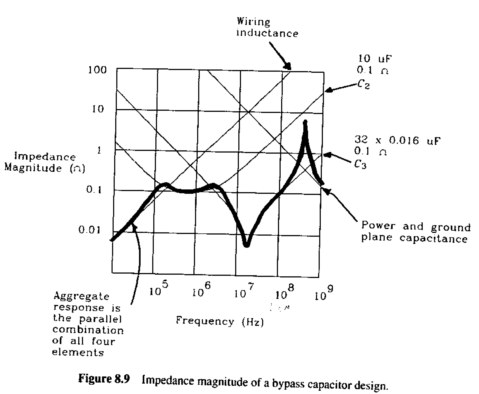 Wiring
inductance
10 uF
0.1 Ω
C2
32 x 0.016 uF
0.1 Ω
C3
Power and ground
plane capacitance
100
10
1
0.1
0.01
Impedance
Magnitude (Ω)
10^5 10^6 10^7 10^8 10^9
Frequency (Hz)
Aggregate
response is
the parallel
combination
of all four
elements
Figure 8.9 Impedance magnitude of a bypass capacitor design.